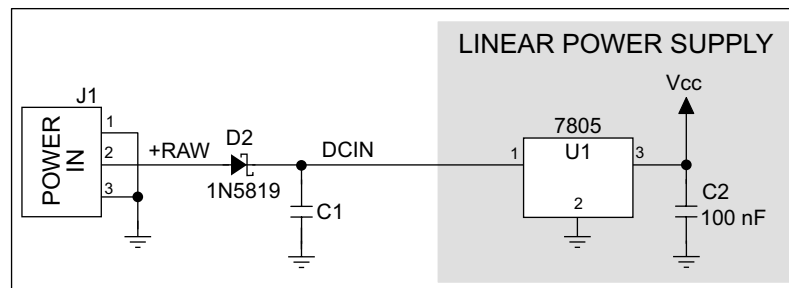 LINEAR POWER SUPPLY
Vcc
J1
7805
POWER
IN
1
2
3
+RAW
D2
1N5819
DCIN
C1
1
U1
3
2
C2
100 nF